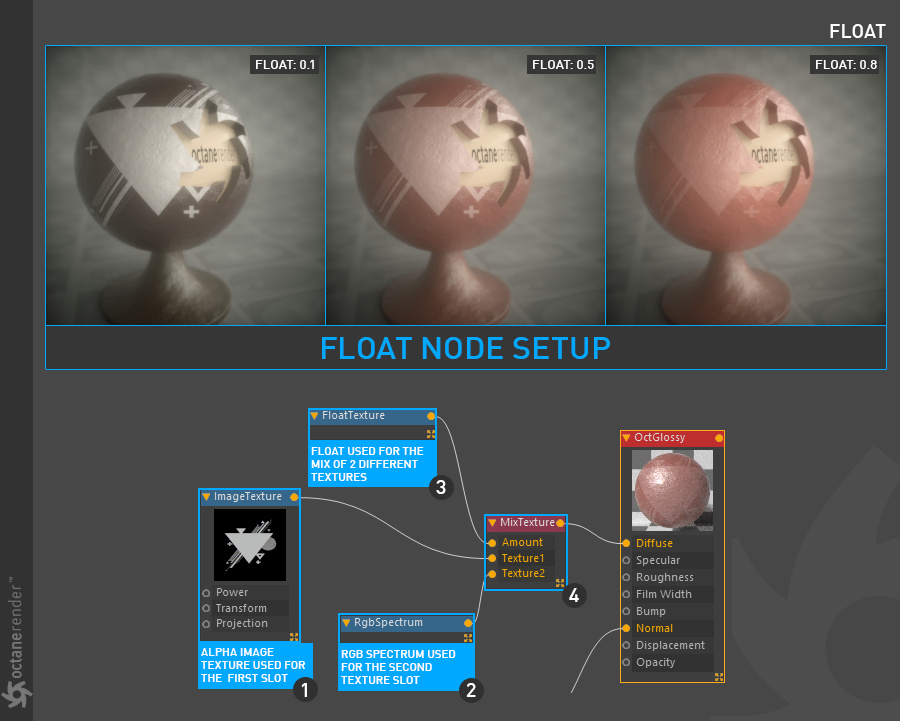 FLOAT
FLOAT: 0.1
FLOAT: 0.5
FLOAT: 0.8
octanerender
octanerender
octanerender
FLOAT NODE SETUP
FloatTexture
FLOAT USED FOR THE
MIX OF 2 DIFFERENT
TEXTURES
3
ImageTexture
Power
Transform
Projection
ALPHA IMAGE
TEXTURE USED FOR
THE FIRST SLOT
1
RgbSpectrum
RGB SPECTRUM USED
FOR THE SECOND
TEXTURE SLOT
2
MixTexture
Amount
Texture1
Texture2
4
OctGlossy
Diffuse
Specular
Roughness
Film Width
Bump
Normal
Displacement
Opacity
octanerender™